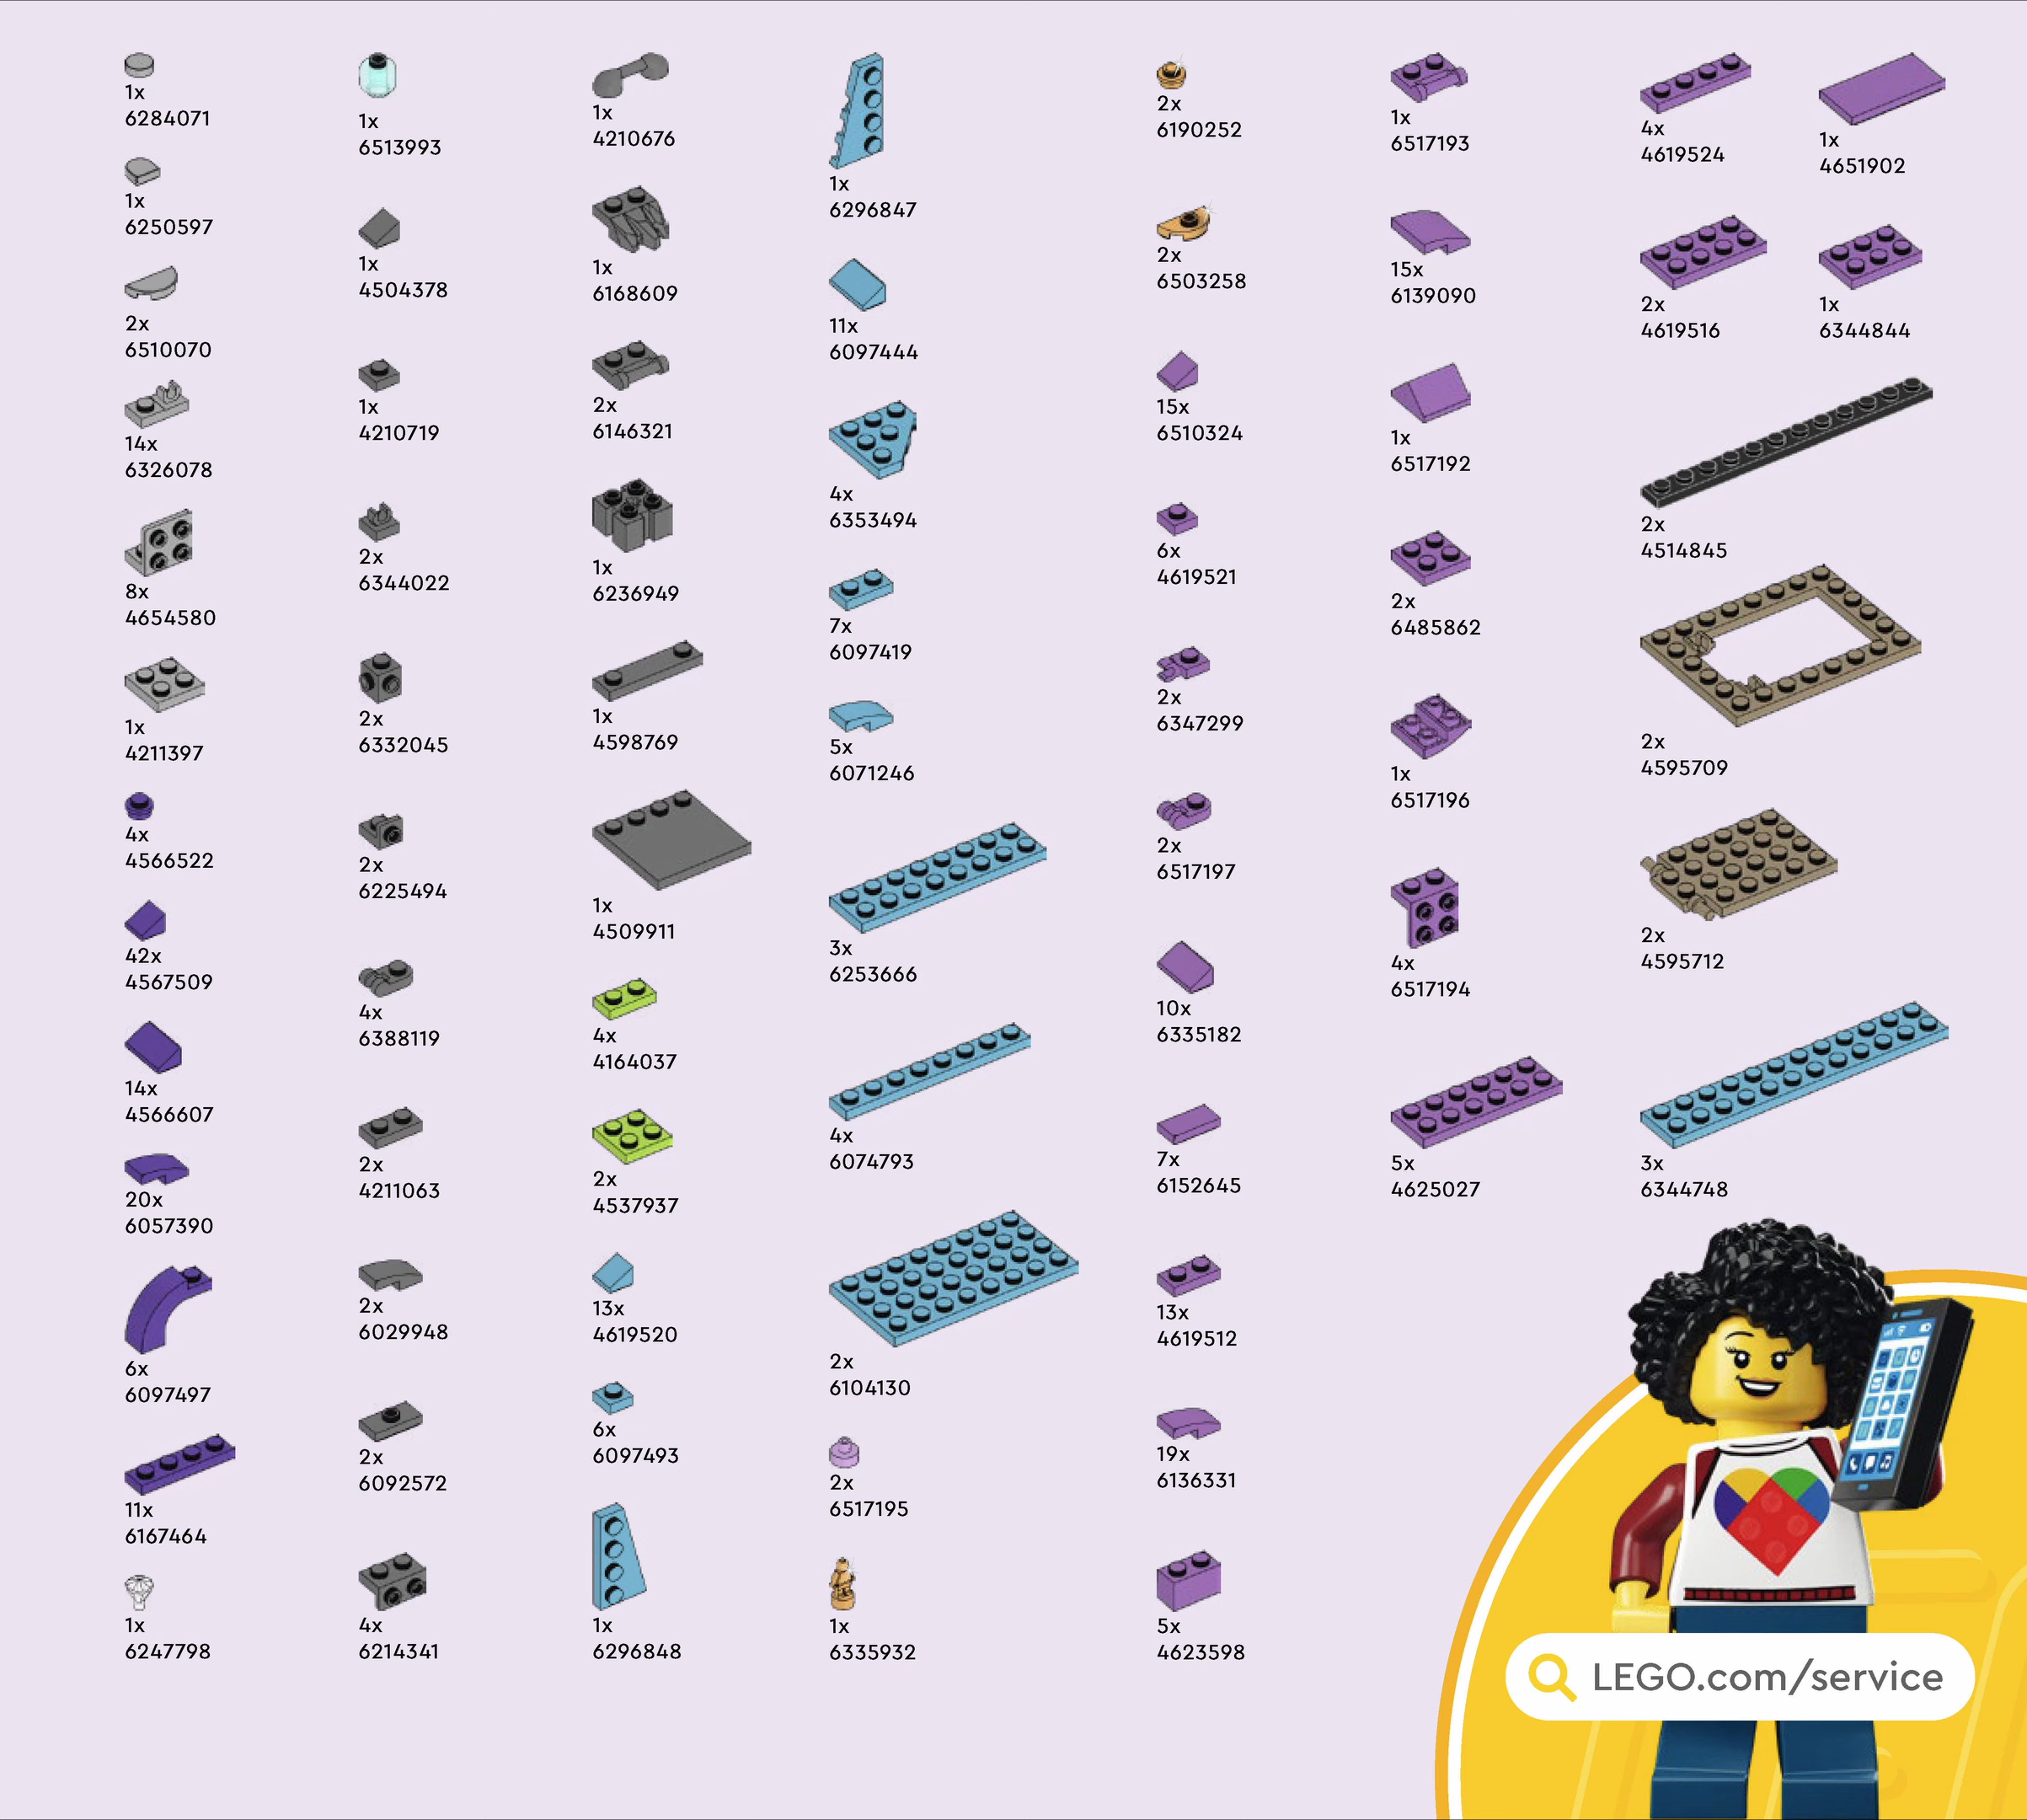 1x
6284071
1x
6250597
2x
6510070
14x
6326078
8x
4654580
1x
4211397
4x
4566522
42x
4567509
14x
4566607
20x
6057390
6x
6097497
11x
6167464
1x
6247798
1x
6513993
1x
4504378
1x
4210719
2x
6344022
2x
6332045
2x
6225494
4x
6388119
2x
4211063
2x
6029948
2x
6092572
4x
6214341
1x
4210676
1x
6168609
2x
6146321
1x
6236949
1x
4598769
1x
4509911
4x
4164037
2x
4537937
13x
4619520
6x
6097493
1x
6296848
1x
6296847
11x
6097444
4x
6353494
7x
6097419
5x
6071246
3x
6253666
4x
6074793
2x
6104130
2x
6517195
1x
6335932
2x
6190252
2x
6503258
15x
6510324
6x
4619521
2x
6347299
2x
6517197
10x
6335182
7x
6152645
13x
4619512
19x
6136331
5x
4623598
1x
6517193
15x
6139090
1x
6517192
2x
6485862
1x
6517196
4x
6517194
5x
4625027
4x
4619524
2x
4619516
1x
4651902
1x
6344844
2x
4514845
2x
4595709
2x
4595712
3x
6344748
LEGO.com/service